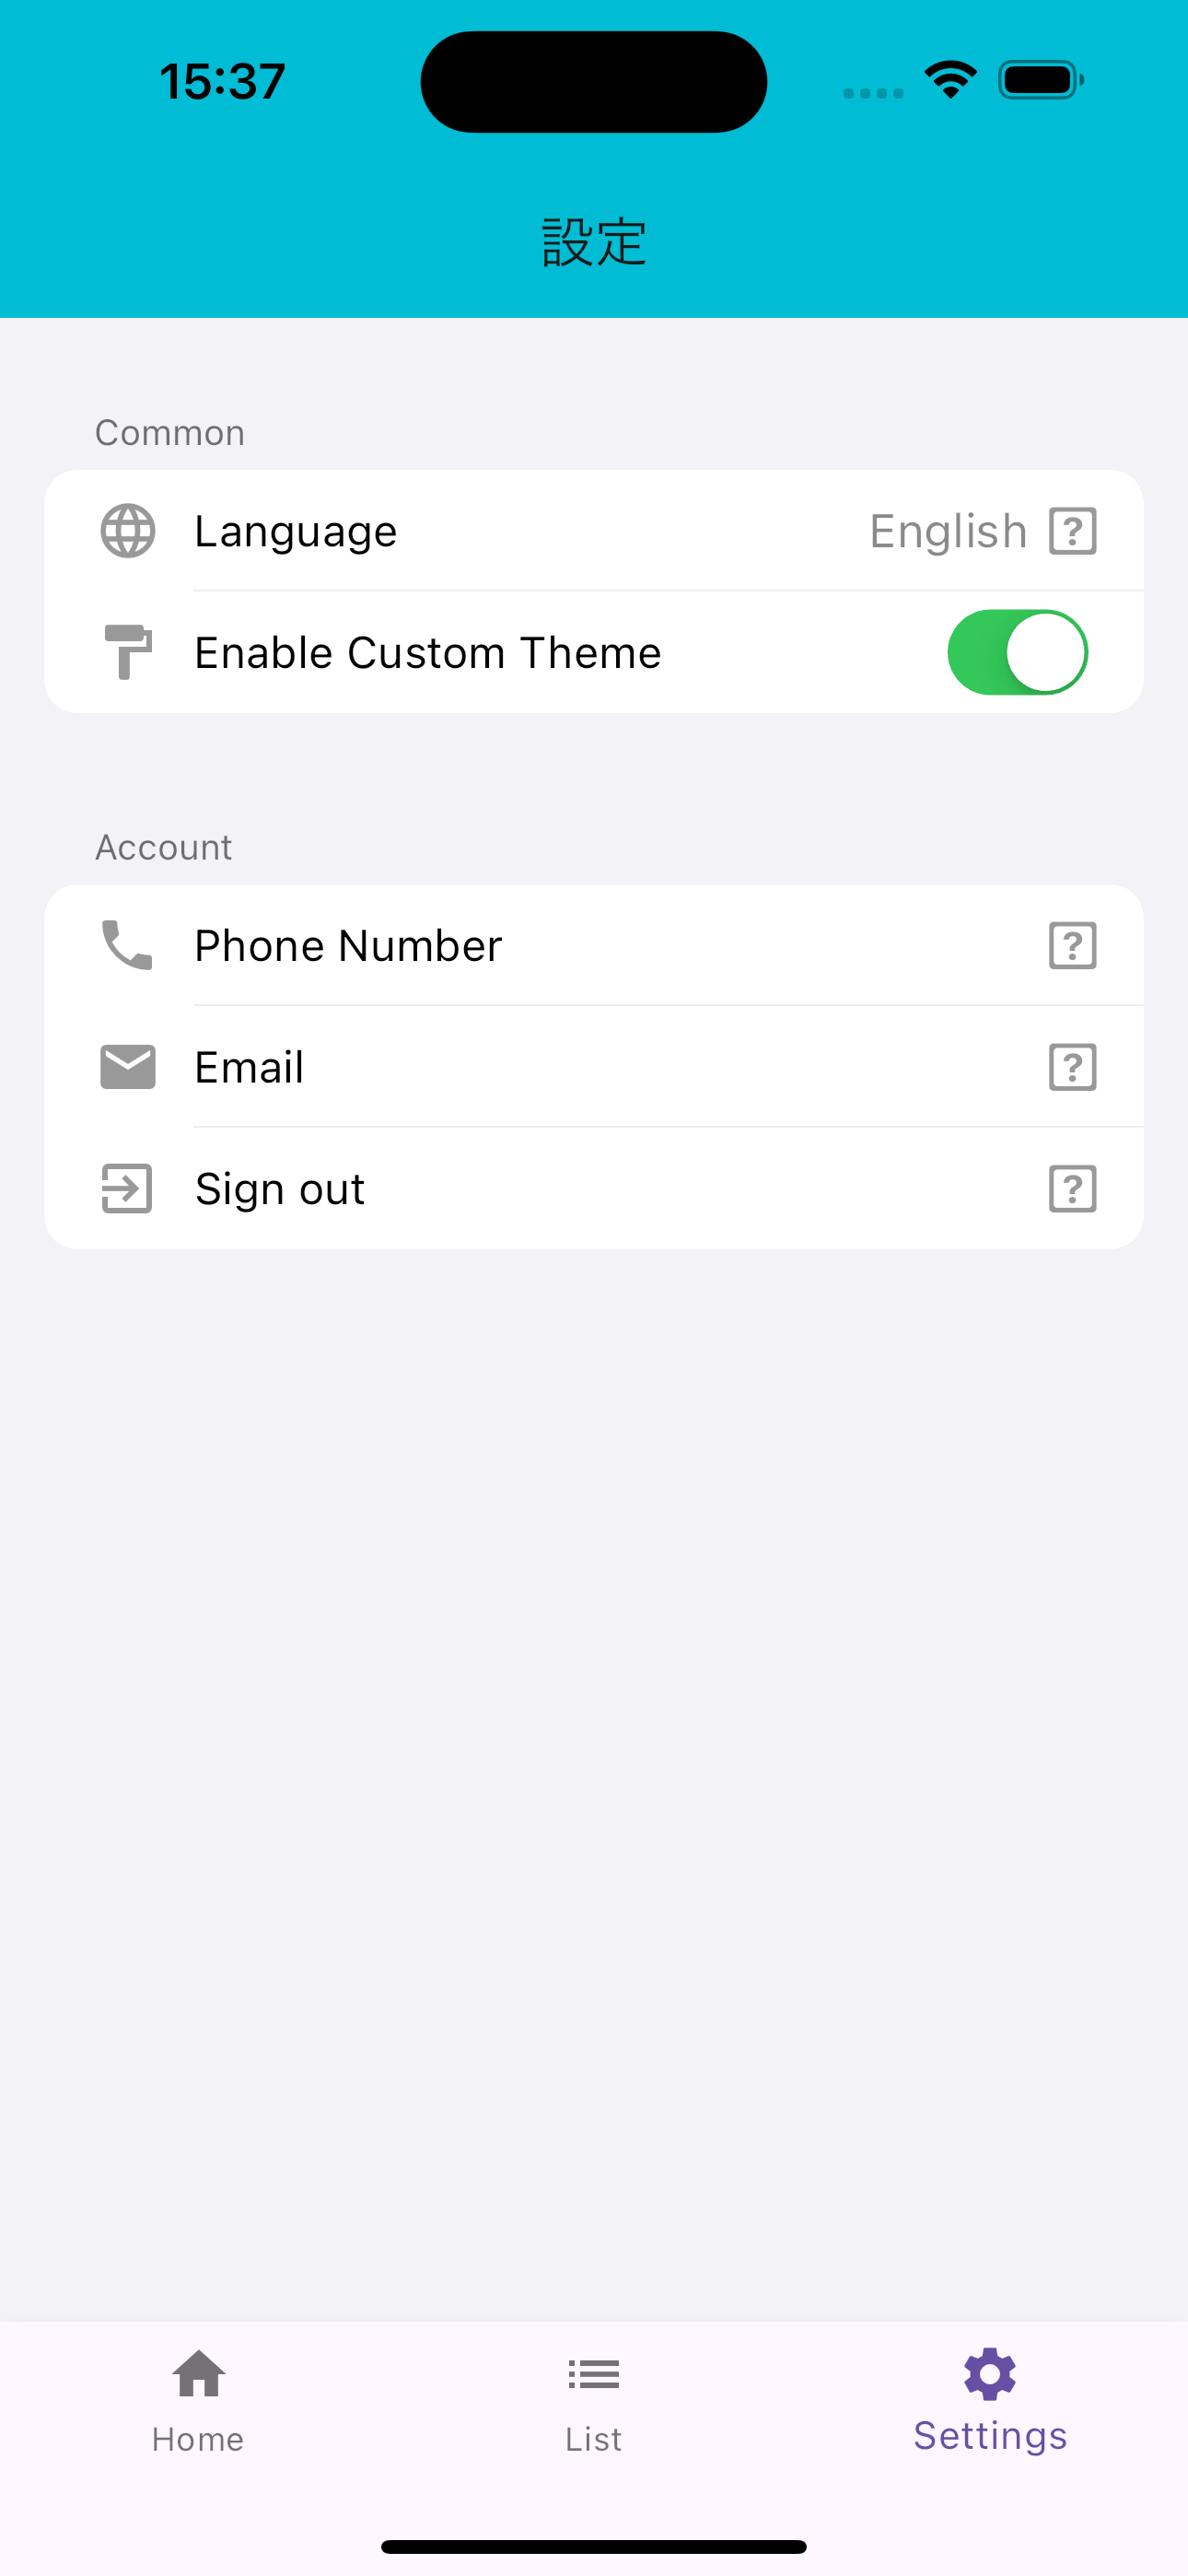 15:37
設定
Common
Language English
Enable Custom Theme
Account
Phone Number
Email
Sign out
Home List Settings